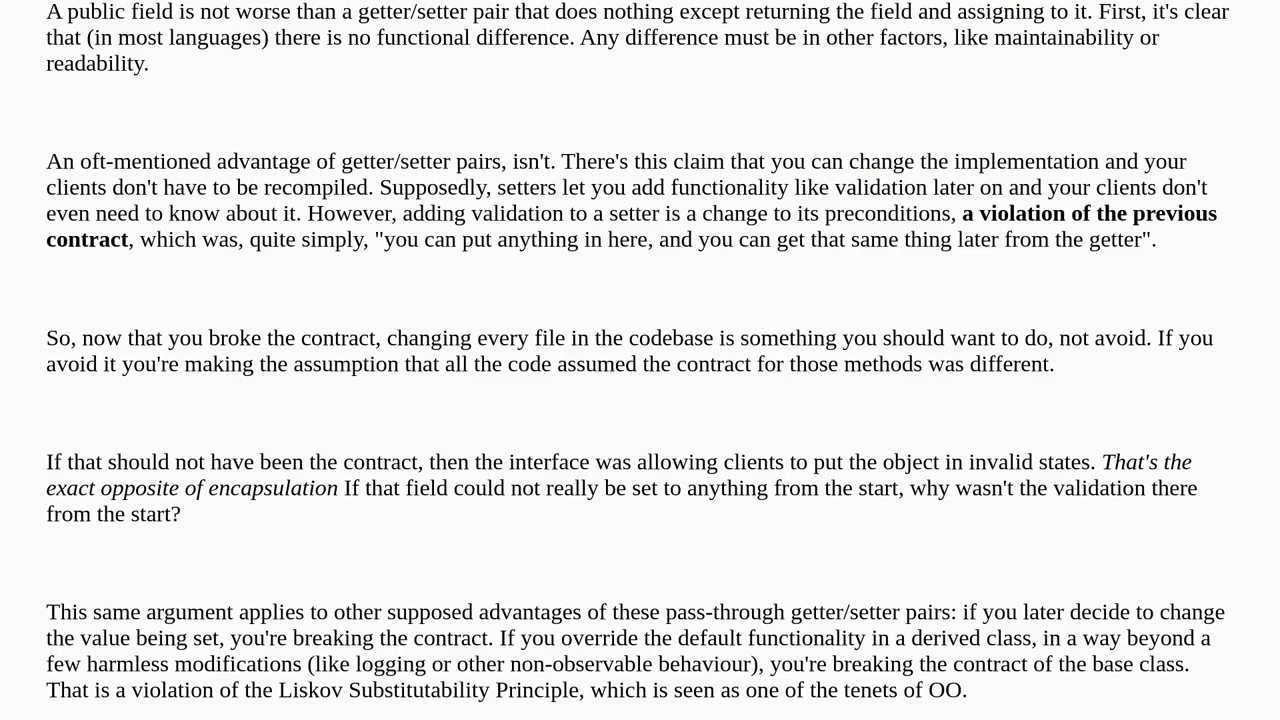 A public field is not worse than a getter/setter pair that does nothing except returning the field and assigning to it. First, it's clear
that (in most languages) there is no functional difference. Any difference must be in other factors, like maintainability or
readability.
An oft-mentioned advantage of getter/setter pairs, isn't. There's this claim that you can change the implementation and your
clients don't have to be recompiled. Supposedly, setters let you add functionality like validation later on and your clients don't
even need to know about it. However, adding validation to a setter is a change to its preconditions, a violation of the previous
contract, which was, quite simply, "you can put anything in here, and you can get that same thing later from the getter".
So, now that you broke the contract, changing every file in the codebase is something you should want to do, not avoid. If you
avoid it you're making the assumption that all the code assumed the contract for those methods was different.
If that should not have been the contract, then the interface was allowing clients to put the object in invalid states. That's the
exact opposite of encapsulation If that field could not really be set to anything from the start, why wasn't the validation there
from the start?
This same argument applies to other supposed advantages of these pass-through getter/setter pairs: if you later decide to change
the value being set, you're breaking the contract. If you override the default functionality in a derived class, in a way beyond a
few harmless modifications (like logging or other non-observable behaviour), you're breaking the contract of the base class.
That is a violation of the Liskov Substitutability Principle, which is seen as one of the tenets of OO.